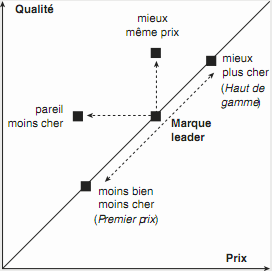 Qualité
mieux
même prix
mieux
plus cher
(Haut de
gamme)
pareil
moins cher
Marque
leader
moins bien
moins cher
(Premier prix)
Prix